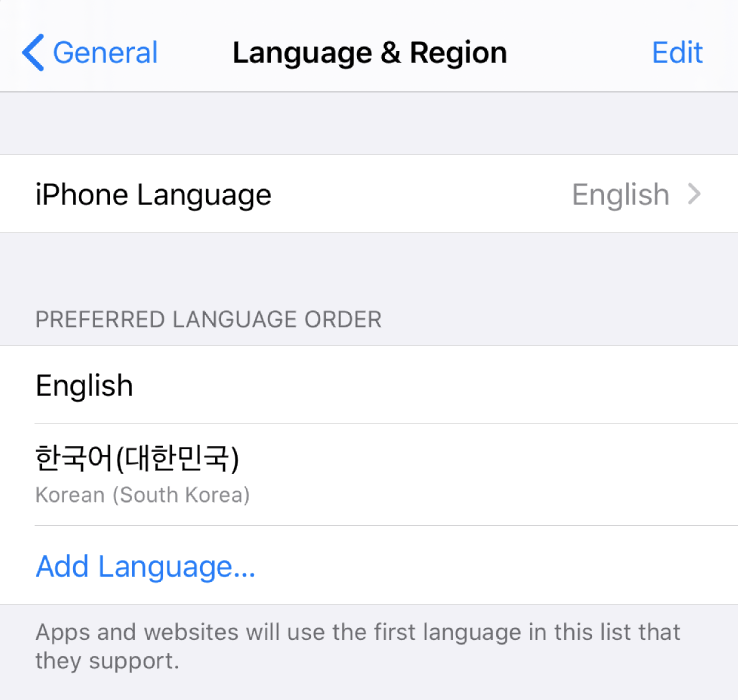 General
Language & Region
Edit
iPhone Language
English
PREFERRED LANGUAGE ORDER
English
한국어(대한민국)
Korean (South Korea)
Add Language...
Apps and websites will use the first language in this list that
they support.